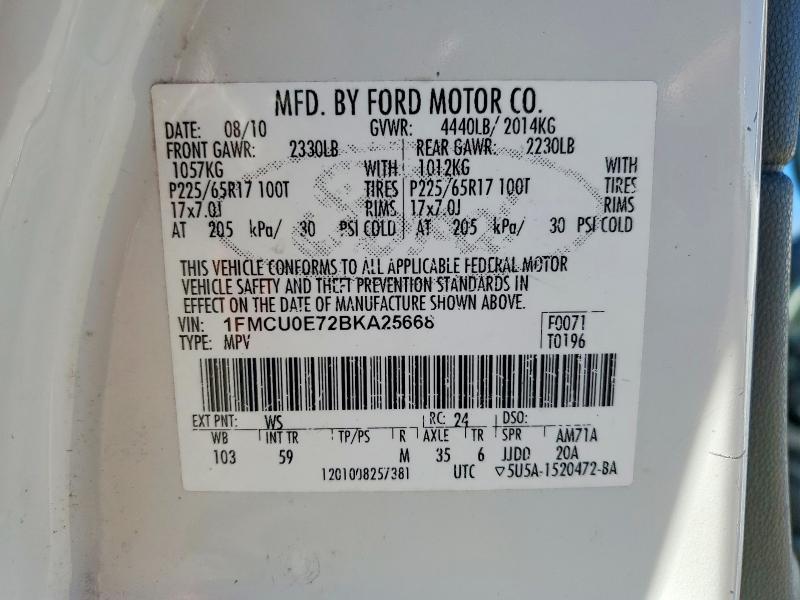 MFD. BY FORD MOTOR CO.
DATE: 08/10 GVWR: 4440LB/ 2014KG
FRONT GAWR: 2330LB REAR GAWR: 2230LB
1057KG WITH 1012KG WITH
P225/65R17 100T TIRES P225/65R17 100T TIRES
17x7.0J RIMS 17x7.0J RIMS
AT 205 kPa/ 30 PSI COLD AT 205 kPa/ 30 PSI COLD
THIS VEHICLE CONFORMS TO ALL APPLICABLE FEDERAL MOTOR
VEHICLE SAFETY AND THEFT PREVENTION STANDARDS IN
EFFECT ON THE DATE OF MANUFACTURE SHOWN ABOVE.
VIN: 1FMCU0E72BKA25668 F0071
TYPE: MPV T0196
EXT PNT: WS RC: 24 DSO:
WB INT TR TP/PS R AXLE TR SPR AM71A
103 59 M 35 6 JJDD 20A
1201008257381 UTC ▽5U5A-1520472-BA